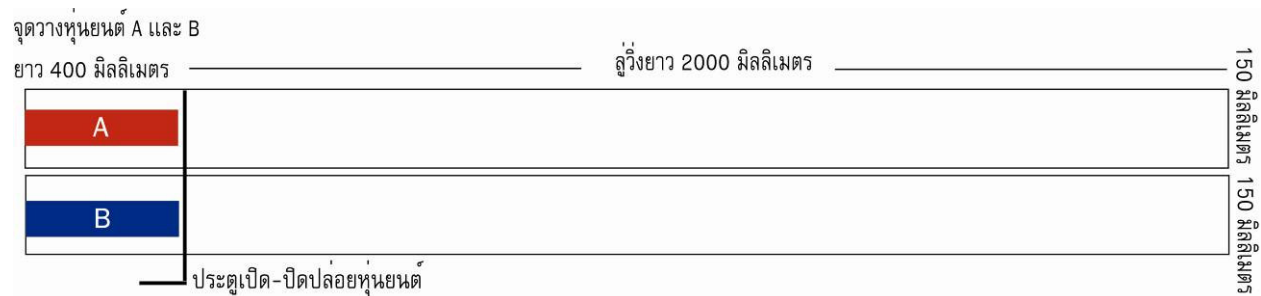 จุดวางหุ่นยนต์ A และ B
ยาว 400 มิลลิเมตร
ลู่วิ่งยาว 2000 มิลลิเมตร
150 มิลลิเมตร
A
B
150 มิลลิเมตร
ประตูเปิด-ปิดปล่อยหุ่นยนต์